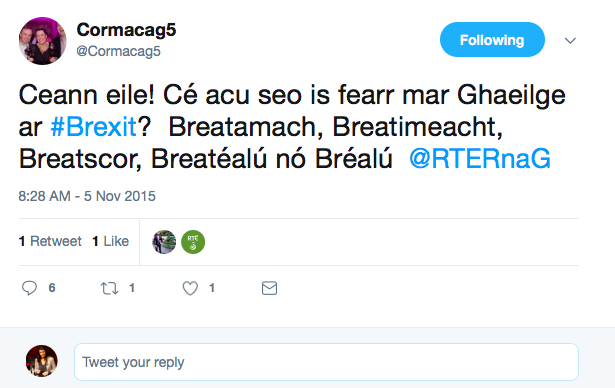 Cormacag5
@Cormacag5
Following
Ceann eile! Cé acu seo is fearr mar Ghaeilge
ar #Brexit?  Breatamach, Breatimeacht,
Breatscor, Breatéalú nó Bréalú  @RTERnaG
8:28 AM - 5 Nov 2015
1 Retweet 1 Like
RTÉ
6 1 1
Tweet your reply